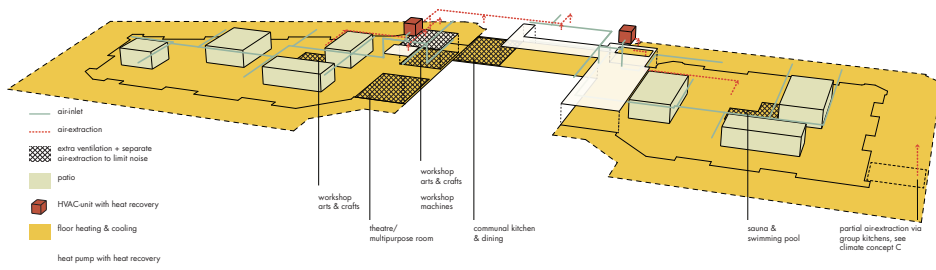 air-inlet
air-extraction
extra ventilation + separate
air-extraction to limit noise
patio
HVAC-unit with heat recovery
floor heating & cooling
heat pump with heat recovery
workshop
arts & crafts
theatre/
multipurpose room
workshop
arts & crafts
workshop
machines
communal kitchen
& dining
sauna &
swimming pool
partial air-extraction via
group kitchens, see
climate concept C